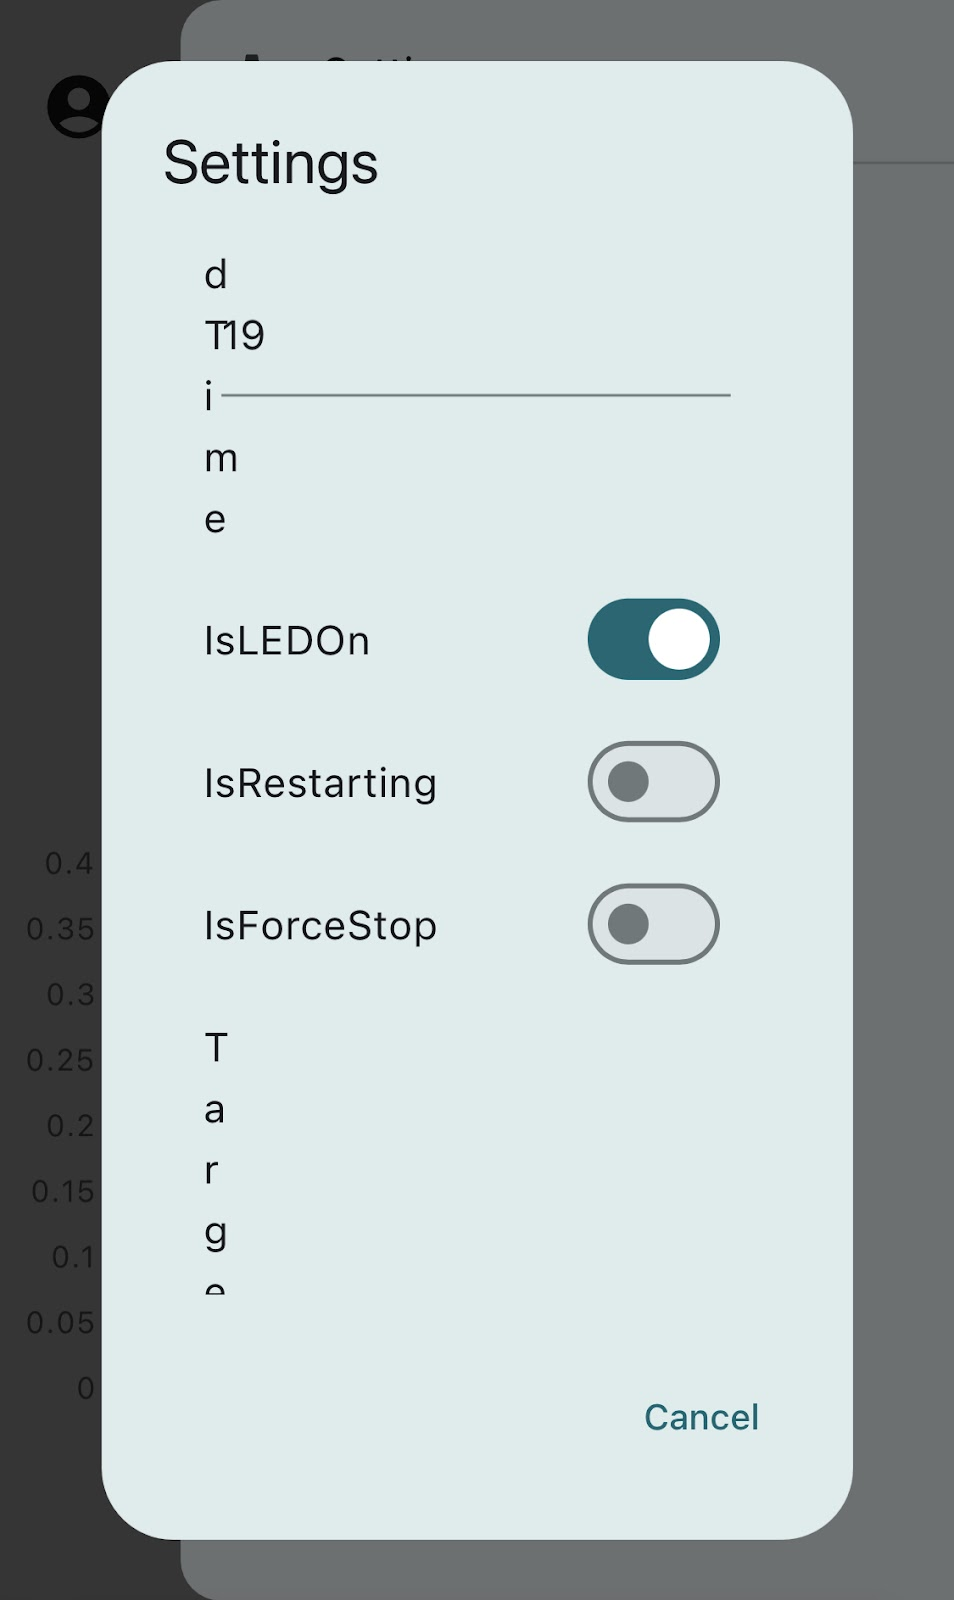 Settings
d
T19
i
m
e
IsLEDOn
IsRestarting
IsForceStop
T
a
r
g
e
0.4
0.35
0.3
0.25
0.2
0.15
0.1
0.05
0
Cancel